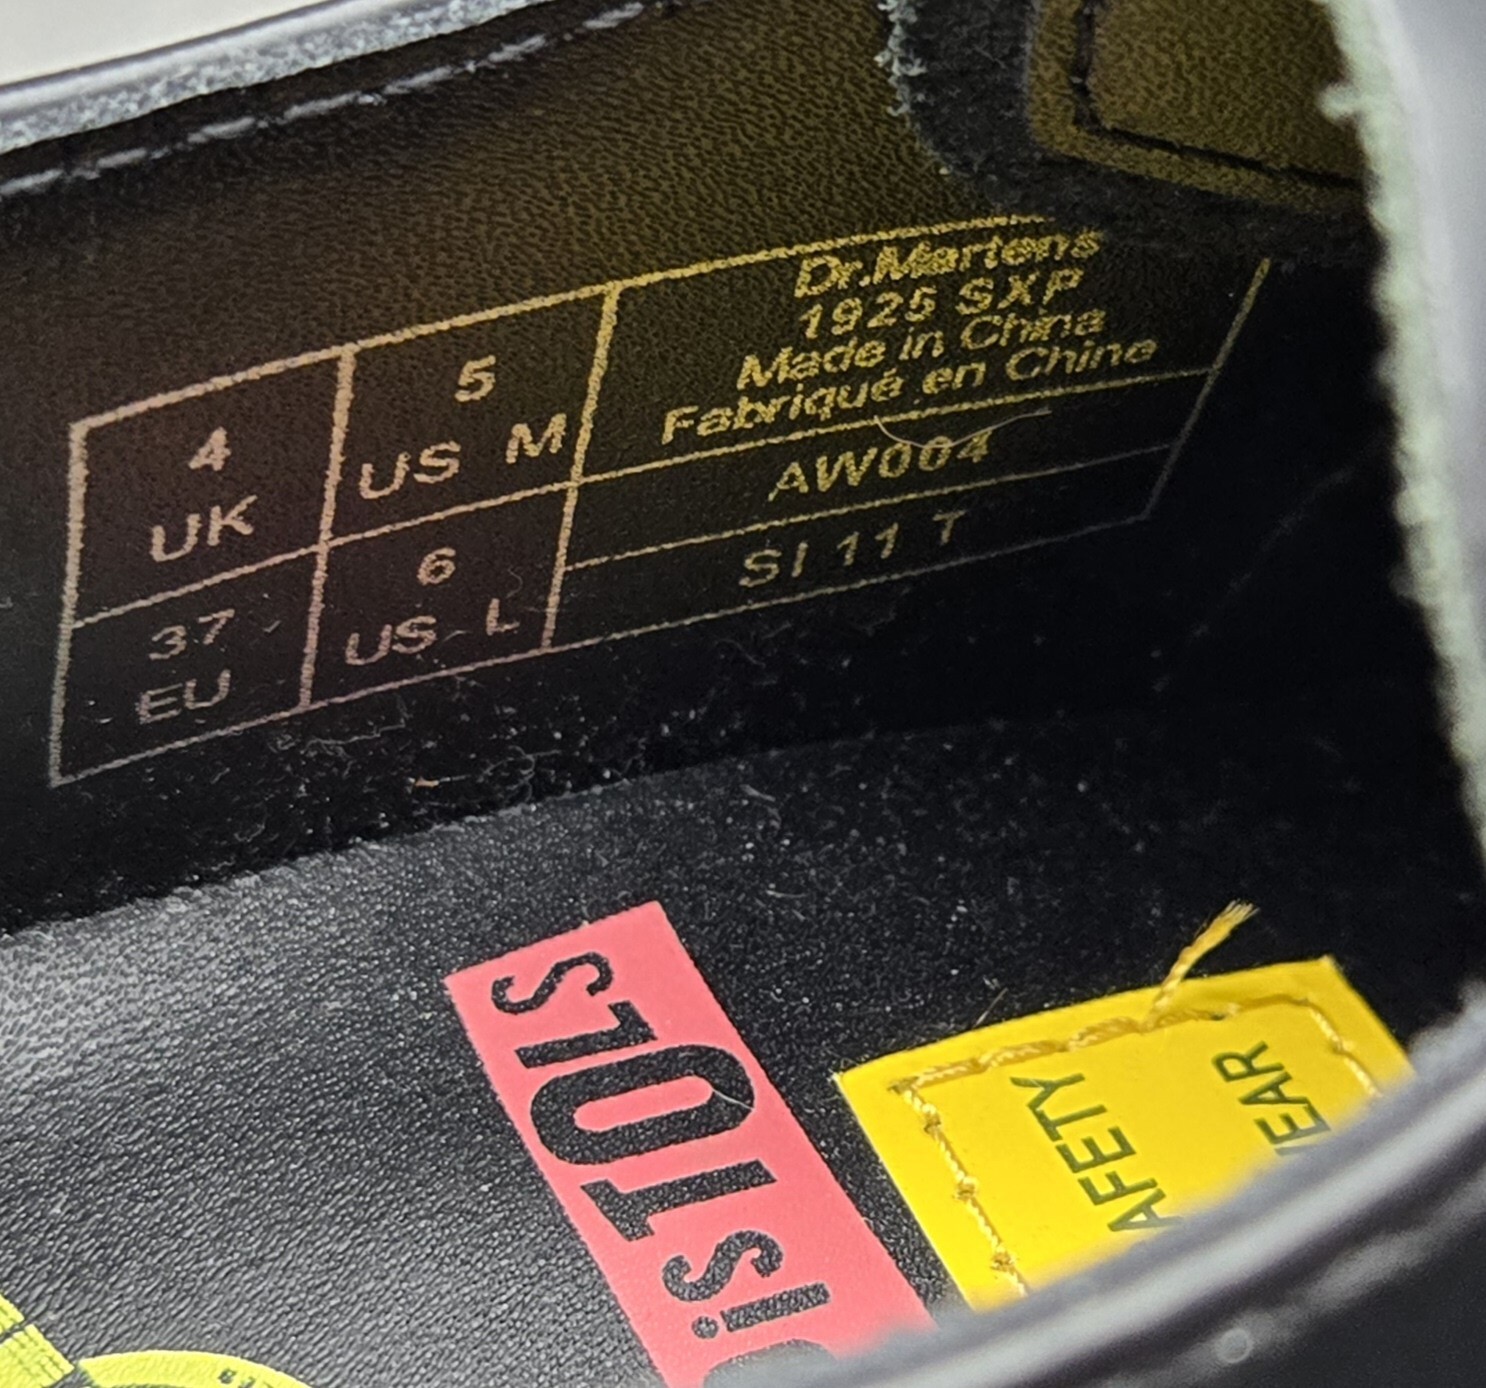 4
UK
5
US M
Dr.Martens
1925 SXP
Made in China
Fabriqué en Chine
37
EU
6
US L
AW004
SI 11 T
PisTOLs
AFETY
EAR